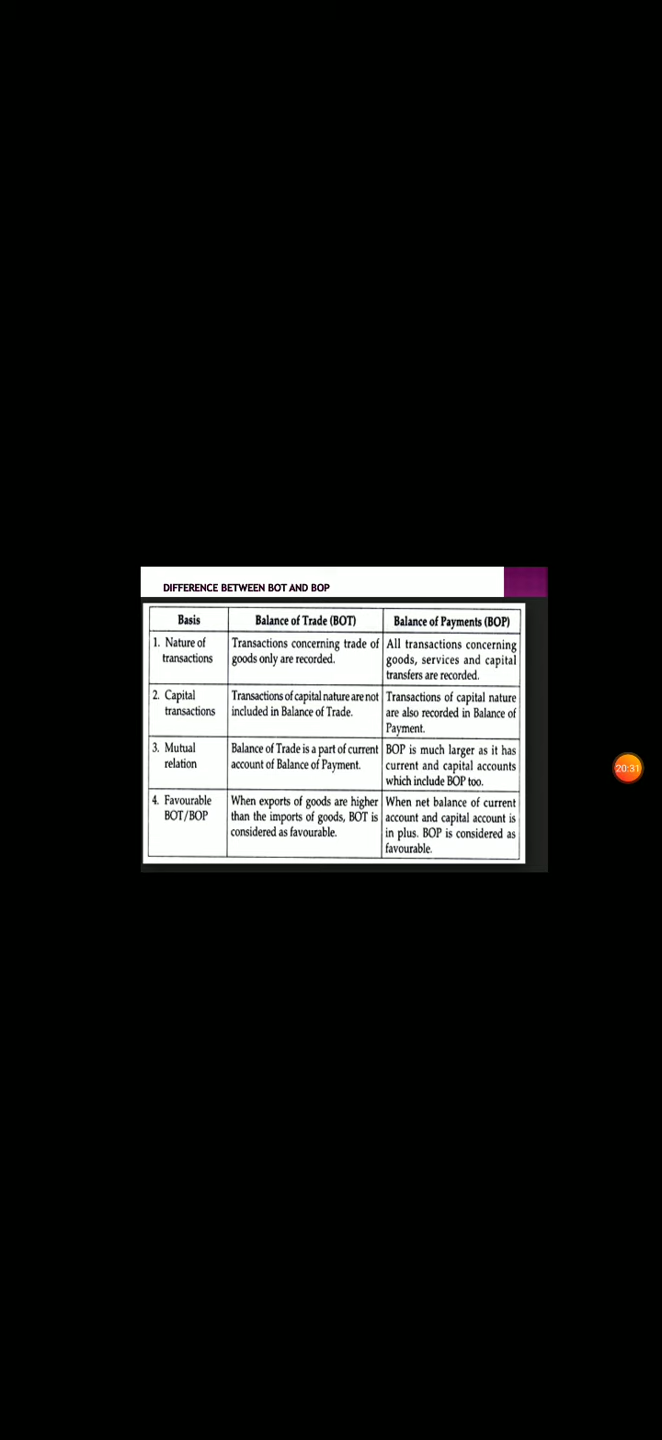 DIFFERENCE BETWEEN BOT AND BOP
Basis
Balance of Trade (BOT)
Balance of Payments (BOP)
1. Nature of
transactions
Transactions concerning trade of
goods only are recorded.
All transactions concerning
goods, services and capital
transfers are recorded.
2. Capital
transactions
Transactions of capital nature are not
included in Balance of Trade.
Transactions of capital nature
are also recorded in Balance of
Payment.
3. Mutual
relation
Balance of Trade is a part of current
account of Balance of Payment.
BOP is much larger as it has
current and capital accounts
which include BOP too.
4. Favourable
BOT/BOP
When exports of goods are higher
than the imports of goods, BOT is
considered as favourable.
When net balance of current
account and capital account is
in plus. BOP is considered as
favourable.
20:31